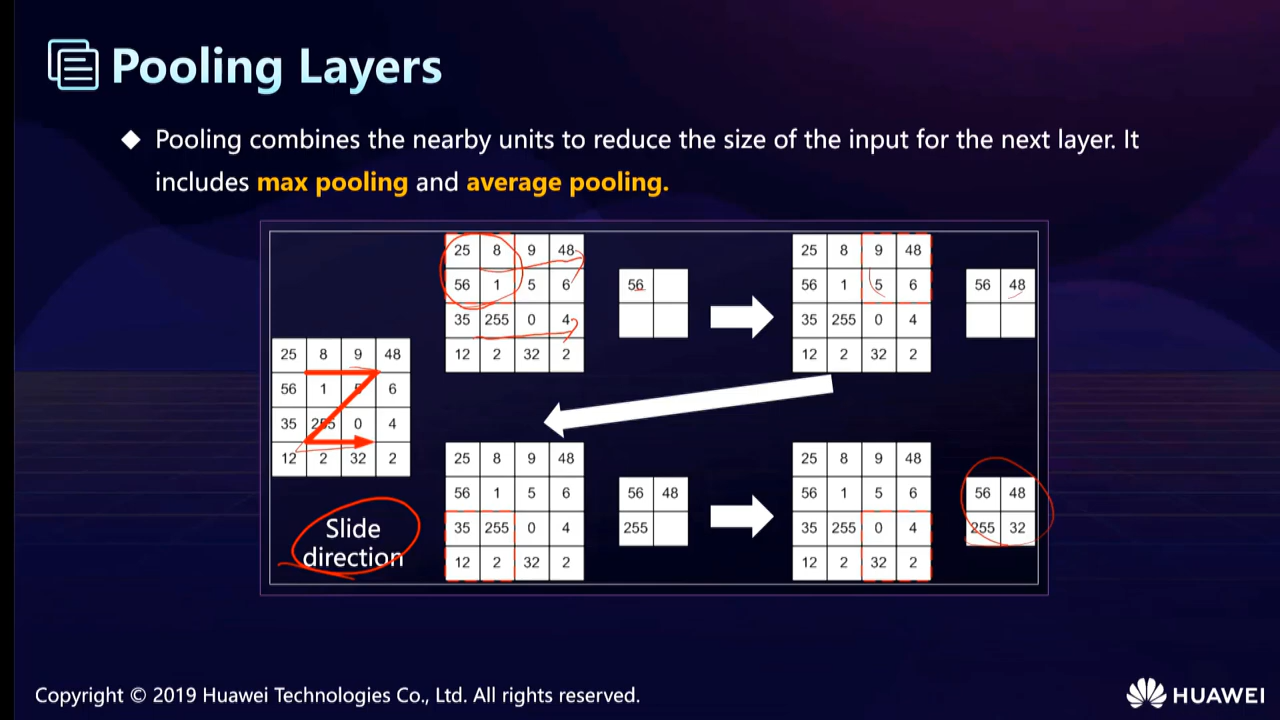 Pooling Layers
Pooling combines the nearby units to reduce the size of the input for the next layer. It
includes max pooling and average pooling.
25 8 9 48
56 1 5 6
35 255 0 4
12 2 32 2
56
25 8 9 48
56 1 5 6
35 255 0 4
12 2 32 2
56 48
25 8 9 48
56 1 5 6
35 255 0 4
12 2 32 2
Slide
direction
25 8 9 48
56 1 5 6
35 255 0 4
12 2 32 2
56 48
255
25 8 9 48
56 1 5 6
35 255 0 4
12 2 32 2
56 48
255 32
Copyright © 2019 Huawei Technologies Co., Ltd. All rights reserved.
HUAWEI